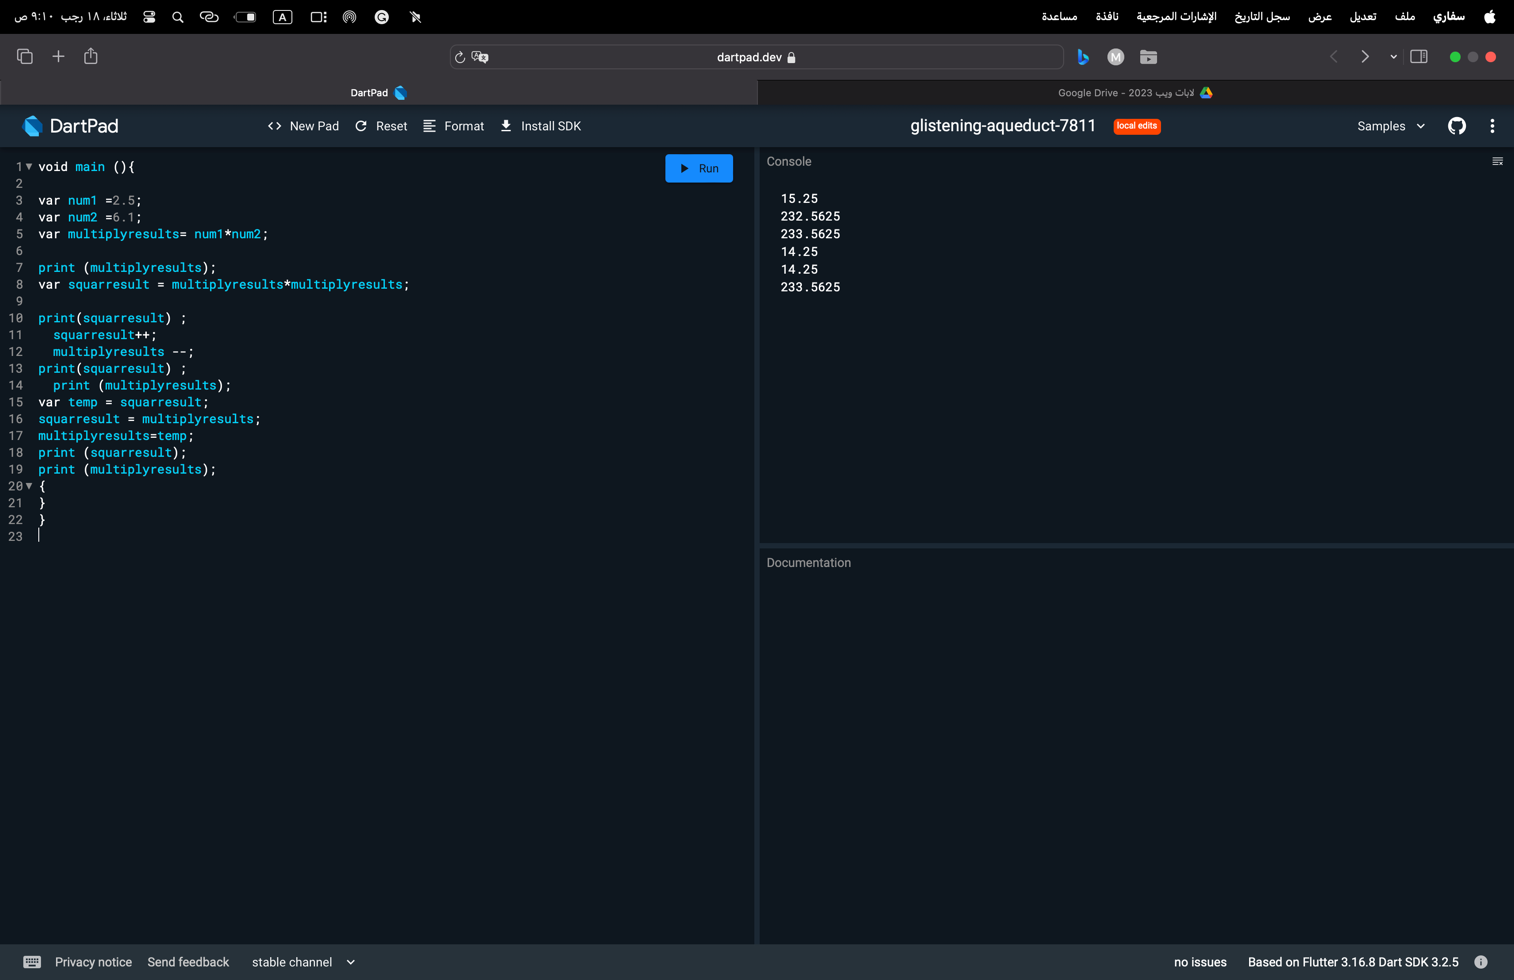 ثلاثاء، ١٨ رجب ٩:١٠ ص
A
سفاري ملف تعديل عرض سجل التاريخ الإشارات المرجعية نافذة مساعدة
dartpad.dev
M
DartPad
لابات ويب 2023 - Google Drive
DartPad
<> New Pad Reset Format Install SDK
glistening-aqueduct-7811 local edits
Samples
Run
1 void main (){
2
3 var num1 =2.5;
4 var num2 =6.1;
5 var multiplyresults= num1*num2;
6
7 print (multiplyresults);
8 var squarresult = multiplyresults*multiplyresults;
9
10 print(squarresult) ;
11 squarresult++;
12 multiplyresults --;
13 print(squarresult) ;
14 print (multiplyresults);
15 var temp = squarresult;
16 squarresult = multiplyresults;
17 multiplyresults=temp;
18 print (squarresult);
19 print (multiplyresults);
20 {
21 }
22 }
23
Console
15.25
232.5625
233.5625
14.25
14.25
233.5625
Documentation
Privacy notice Send feedback stable channel
no issues Based on Flutter 3.16.8 Dart SDK 3.2.5